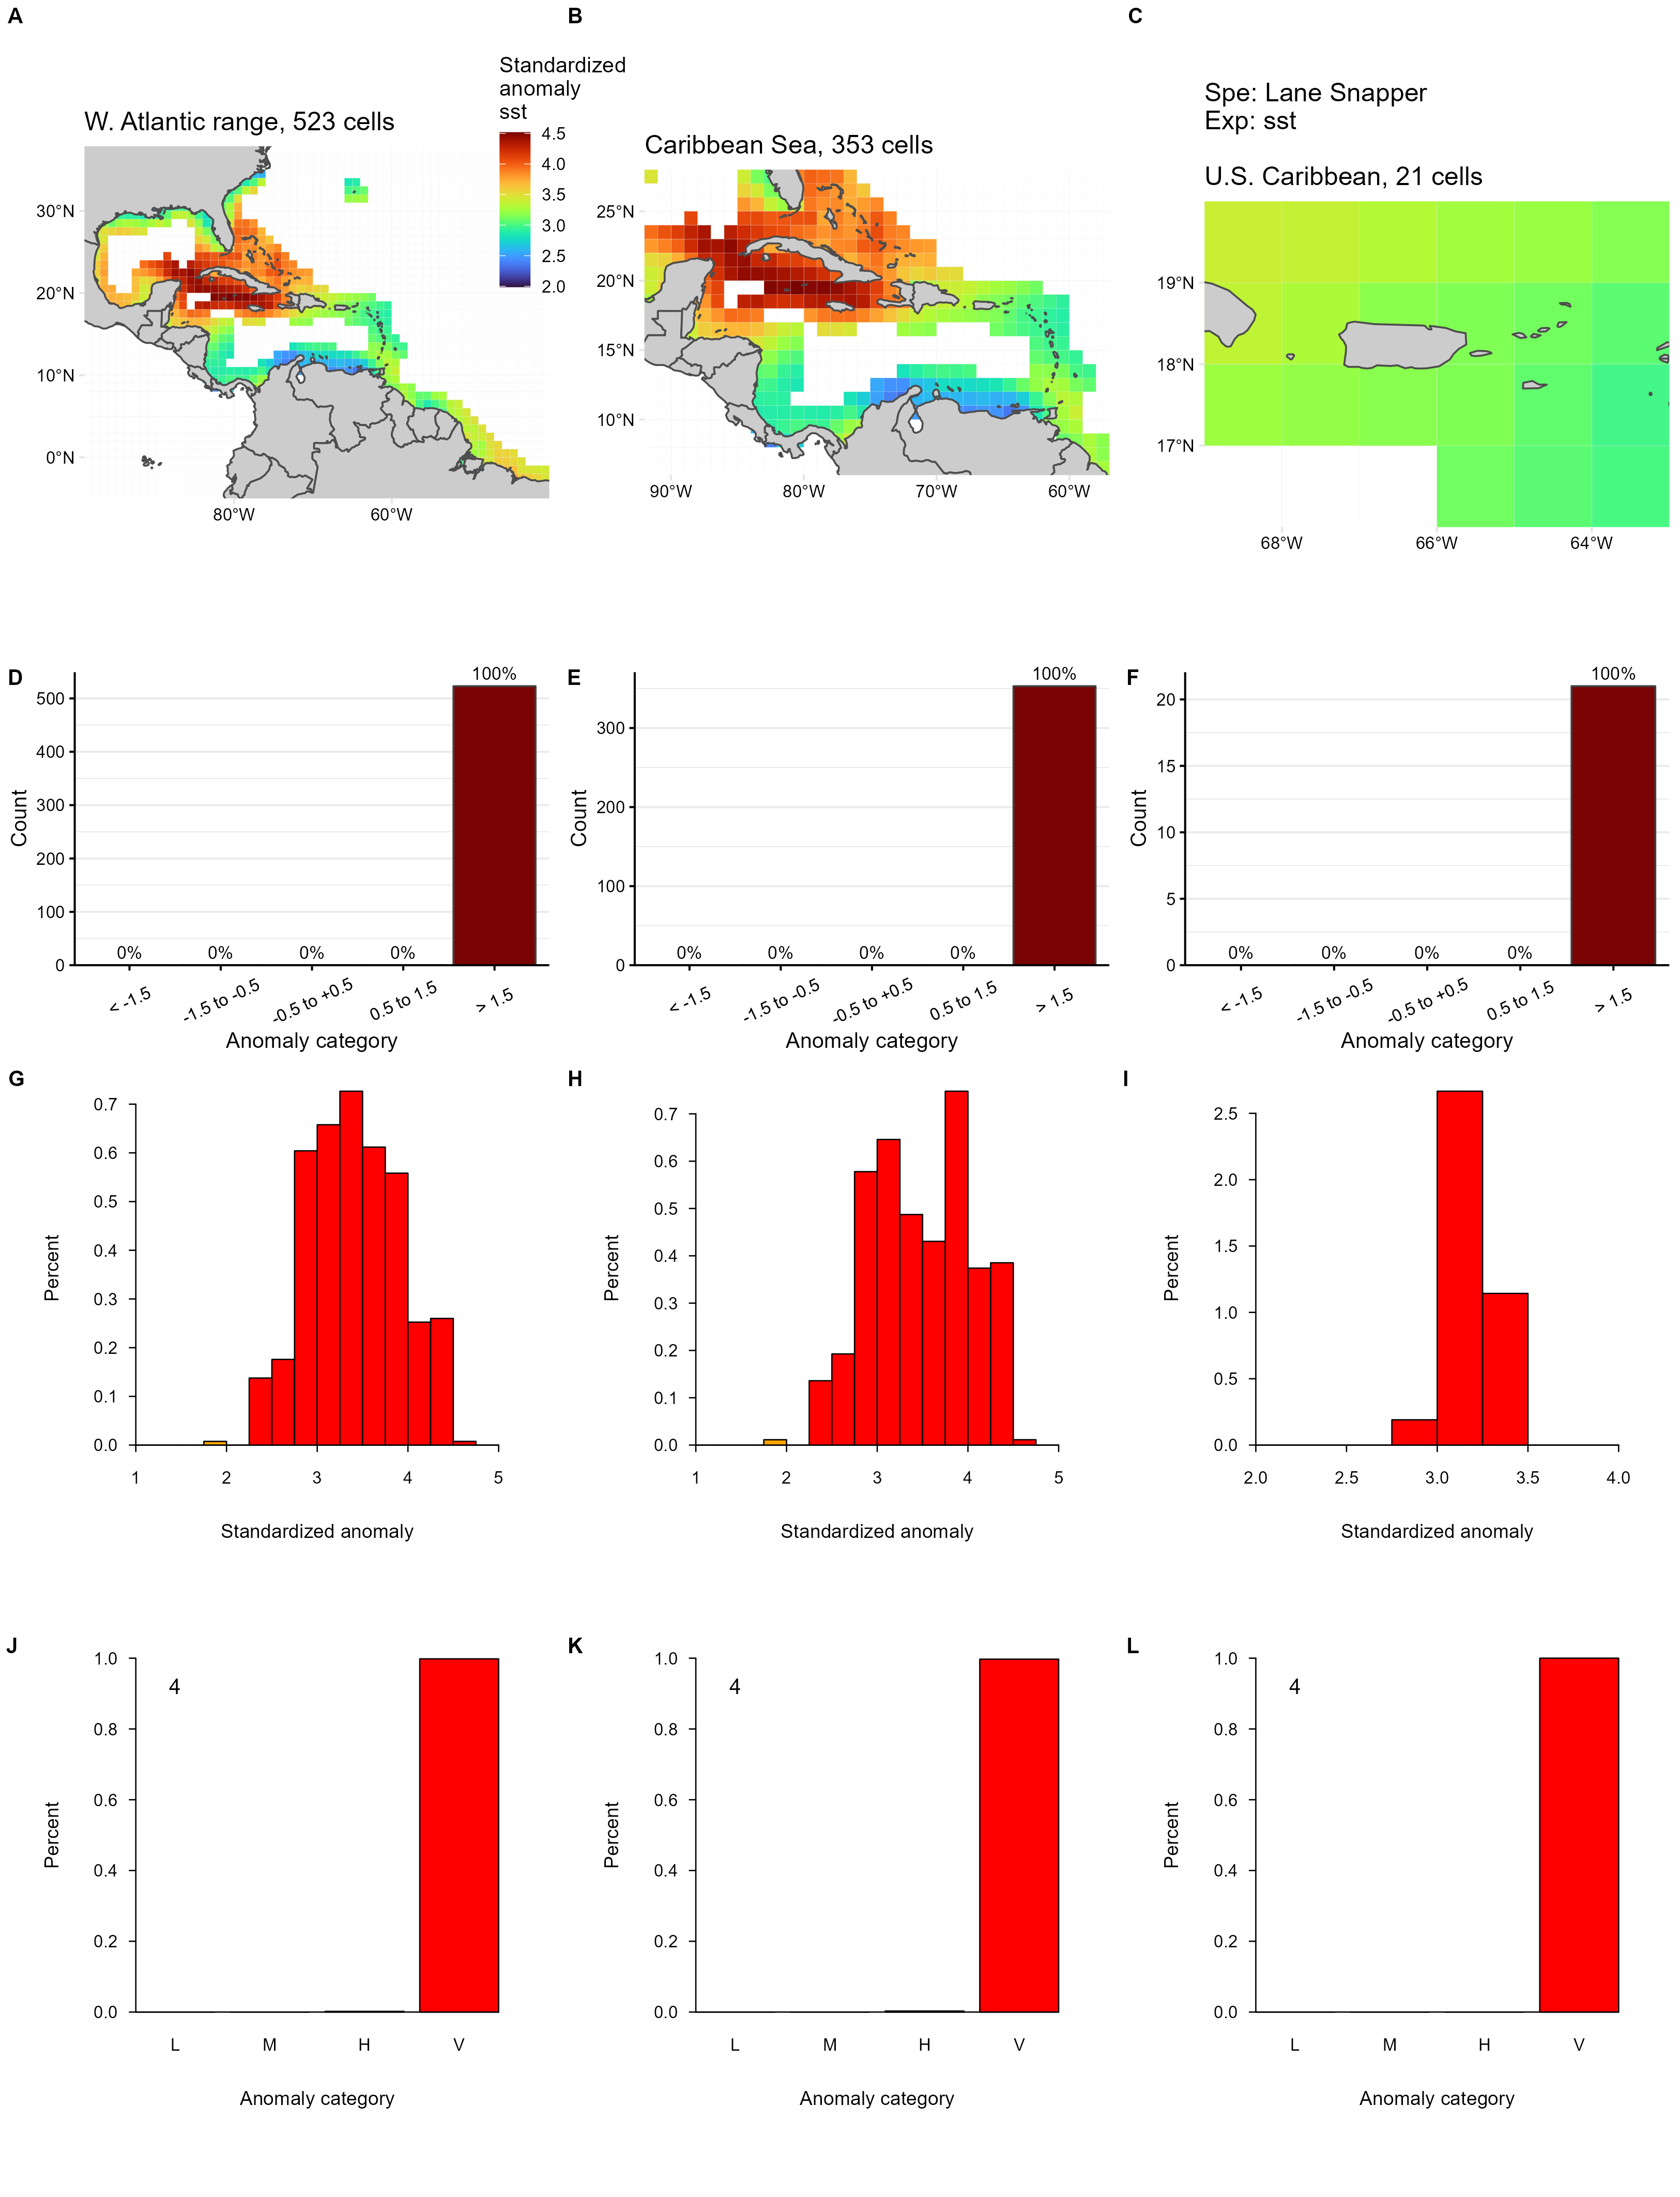 A
B
C
Standardized
anomaly
sst
4.5
4.0
3.5
3.0
2.5
2.0
W. Atlantic range, 523 cells
30°N
20°N
10°N
0°N
80°W
60°W
Caribbean Sea, 353 cells
25°N
20°N
15°N
10°N
90°W
80°W
70°W
60°W
Spe: Lane Snapper
Exp: sst
U.S. Caribbean, 21 cells
19°N
18°N
17°N
68°W
66°W
64°W
D
Count
500
400
300
200
100
0
0%
0%
0%
0%
100%
< -1.5
-1.5 to -0.5
-0.5 to +0.5
0.5 to 1.5
> 1.5
Anomaly category
E
Count
300
200
100
0
0%
0%
0%
0%
100%
< -1.5
-1.5 to -0.5
-0.5 to +0.5
0.5 to 1.5
> 1.5
Anomaly category
F
Count
20
15
10
5
0
0%
0%
0%
0%
100%
< -1.5
-1.5 to -0.5
-0.5 to +0.5
0.5 to 1.5
> 1.5
Anomaly category
G
Percent
0.7
0.6
0.5
0.4
0.3
0.2
0.1
0.0
1
2
3
4
5
Standardized anomaly
H
Percent
0.7
0.6
0.5
0.4
0.3
0.2
0.1
0.0
1
2
3
4
5
Standardized anomaly
I
Percent
2.5
2.0
1.5
1.0
0.5
0.0
2.0
2.5
3.0
3.5
4.0
Standardized anomaly
J
Percent
1.0
0.8
0.6
0.4
0.2
0.0
4
L
M
H
V
Anomaly category
K
Percent
1.0
0.8
0.6
0.4
0.2
0.0
4
L
M
H
V
Anomaly category
L
Percent
1.0
0.8
0.6
0.4
0.2
0.0
4
L
M
H
V
Anomaly category